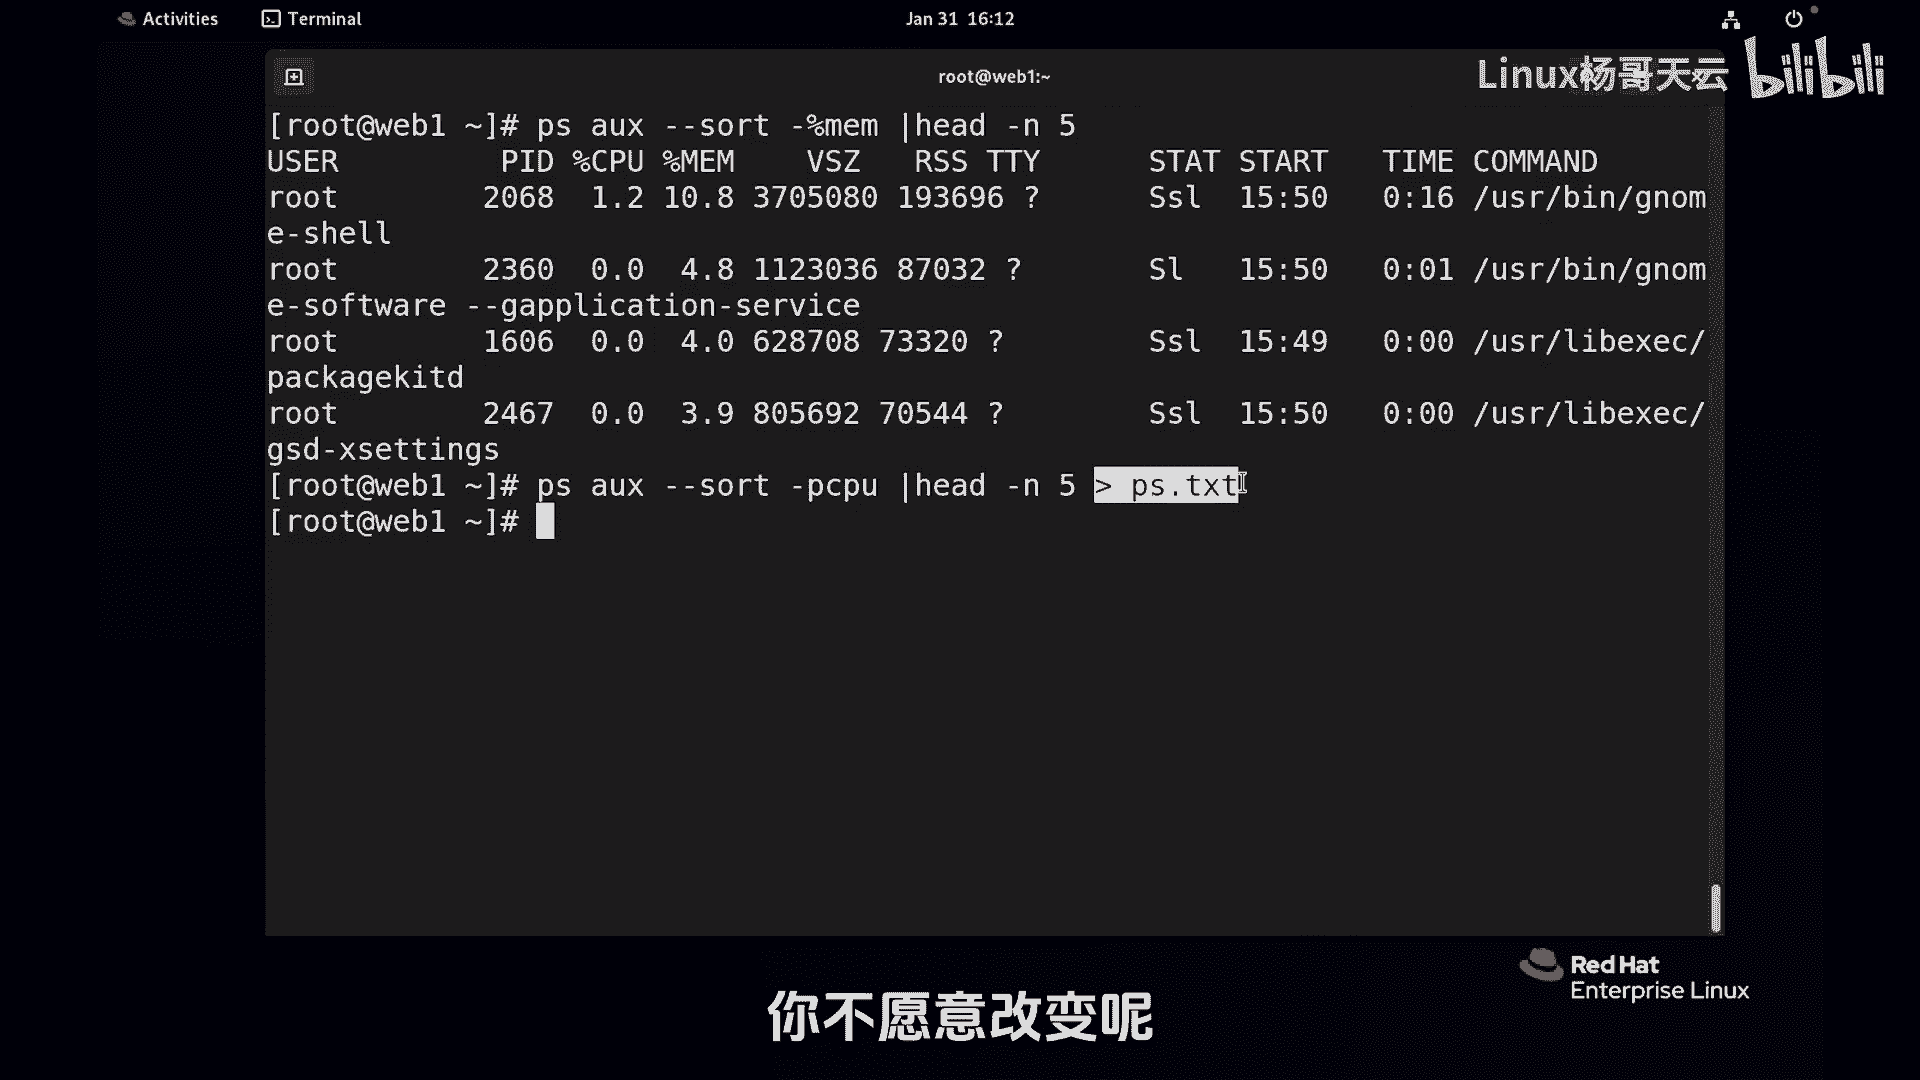 Activities Terminal Jan 31 16:12
root@web1:~
Linux杨哥天云 bilibili
[root@web1 ~]# ps aux --sort -%mem |head -n 5
USER PID %CPU %MEM VSZ RSS TTY STAT START TIME COMMAND
root 2068 1.2 10.8 3705080 193696 ? Ssl 15:50 0:16 /usr/bin/gnom
e-shell
root 2360 0.0 4.8 1123036 87032 ? Sl 15:50 0:01 /usr/bin/gnom
e-software --gapplication-service
root 1606 0.0 4.0 628708 73320 ? Ssl 15:49 0:00 /usr/libexec/
packagekitd
root 2467 0.0 3.9 805692 70544 ? Ssl 15:50 0:00 /usr/libexec/
gsd-xsettings
[root@web1 ~]# ps aux --sort -pcpu |head -n 5 > ps.txt
[root@web1 ~]#
Red Hat
Enterprise Linux
你不愿意改变呢